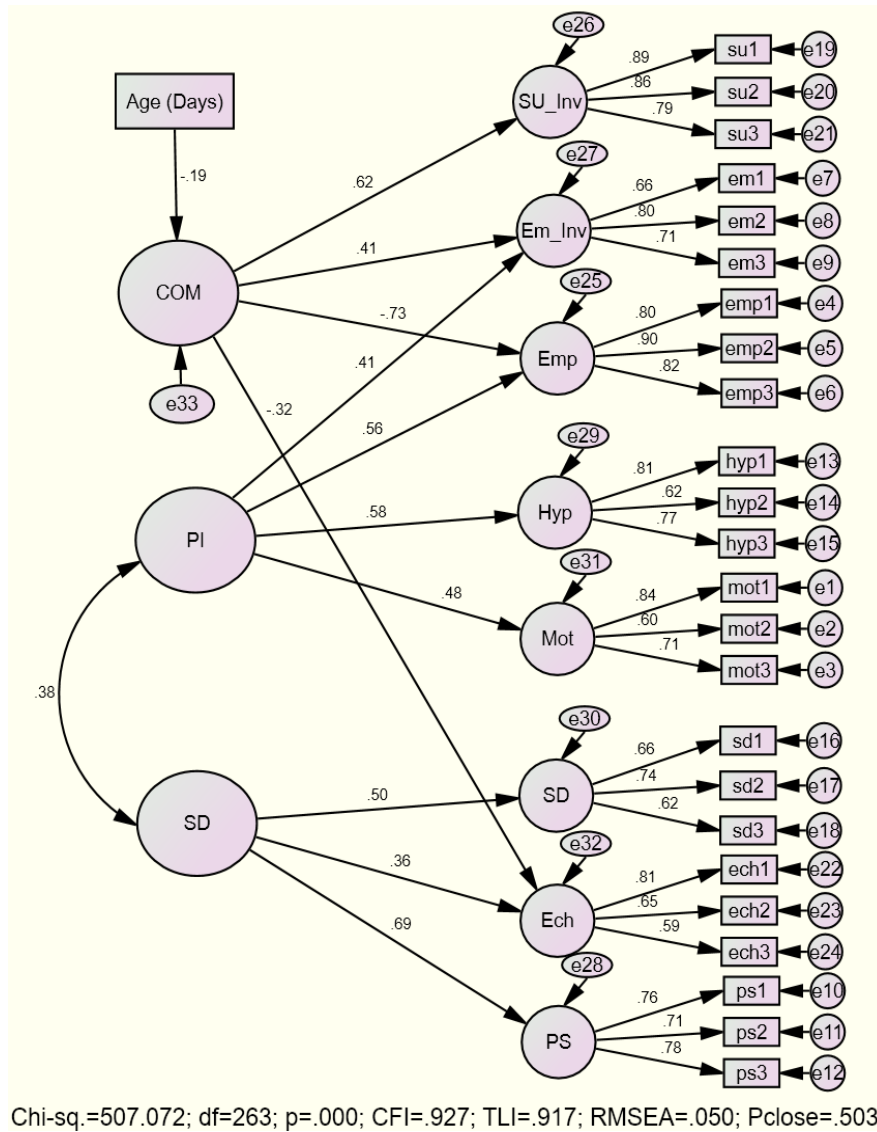 e26
su1
e19
.89
Age (Days)
SU_Inv
.86
su2
e20
.79
su3
e21
e27
-.19
.62
.66
em1
e7
Em_Inv
.80
em2
e8
.71
em3
e9
.41
COM
e25
.80
emp1
e4
-.73
Emp
.90
emp2
e5
.41
.82
emp3
e6
e33
-.32
.56
e29
.81
hyp1
e13
Hyp
.62
hyp2
e14
PI
.58
.77
hyp3
e15
e31
.48
.84
mot1
e1
Mot
.60
mot2
e2
.71
mot3
e3
.38
e30
.66
sd1
e16
SD
.74
sd2
e17
.50
SD
.62
sd3
e18
e32
.36
.81
ech1
e22
Ech
.65
ech2
e23
.69
.59
ech3
e24
e28
.76
ps1
e10
PS
.71
ps2
e11
.78
ps3
e12
Chi-sq.=507.072; df=263; p=.000; CFI=.927; TLI=.917; RMSEA=.050; Pclose=.503